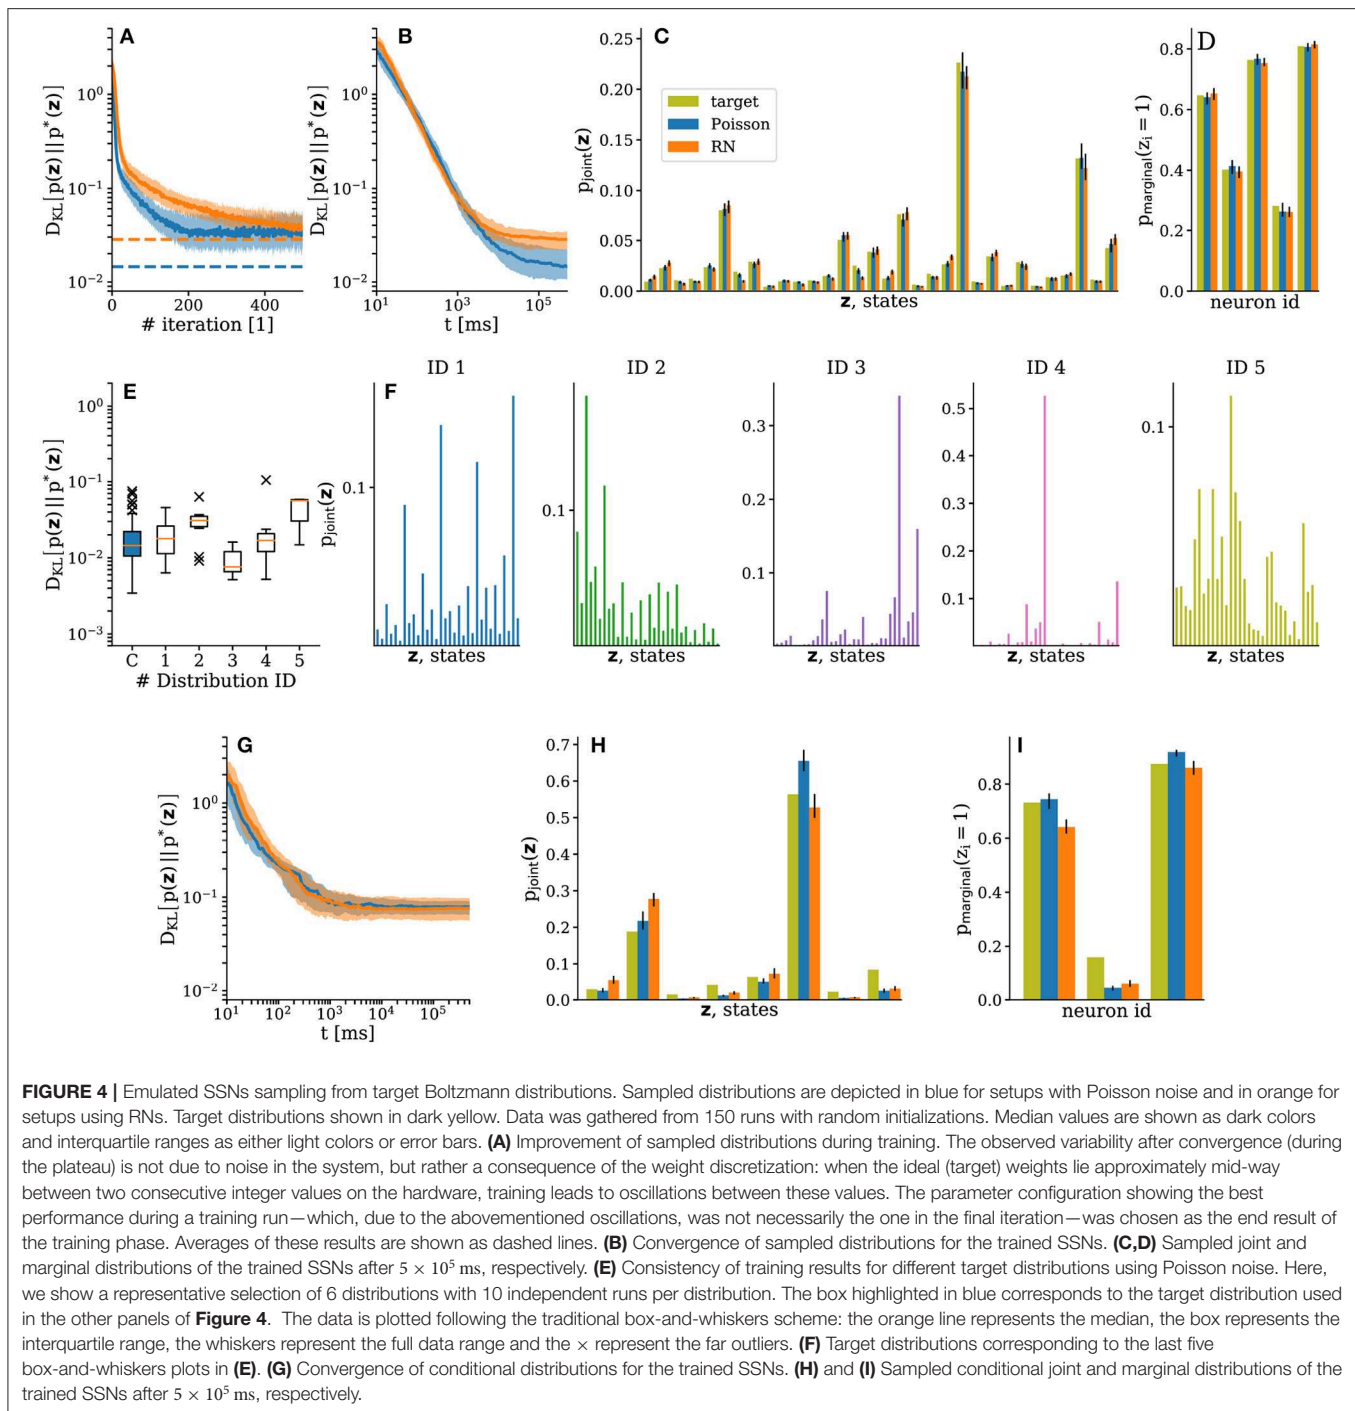 A
D_KL[p(z)||p*(z)]
10⁰
10⁻¹
10⁻²
0
200
400
# iteration [1]
B
D_KL[p(z)||p*(z)]
10⁰
10⁻¹
10⁻²
10¹
10³
10⁵
t [ms]
C
p_joint(z)
0.25
0.20
0.15
0.10
0.05
0.00
target
Poisson
RN
z, states
D
p_marginal(z_i = 1)
0.8
0.6
0.4
0.2
0.0
neuron id
E
D_KL[p(z)||p*(z)]
10⁰
10⁻¹
10⁻²
10⁻³
C 1 2 3 4 5
# Distribution ID
F
p_joint(z)
ID 1
0.1
z, states
ID 2
0.1
z, states
ID 3
0.3
0.2
0.1
z, states
ID 4
0.5
0.4
0.3
0.2
0.1
z, states
ID 5
0.1
z, states
G
D_KL[p(z)||p*(z)]
10⁰
10⁻¹
10⁻²
10¹ 10² 10³ 10⁴ 10⁵
t [ms]
H
p_joint(z)
0.7
0.6
0.5
0.4
0.3
0.2
0.1
0.0
z, states
I
p_marginal(z_i = 1)
0.8
0.6
0.4
0.2
0.0
neuron id
FIGURE 4 | Emulated SSNs sampling from target Boltzmann distributions. Sampled distributions are depicted in blue for setups with Poisson noise and in orange for
setups using RNs. Target distributions shown in dark yellow. Data was gathered from 150 runs with random initializations. Median values are shown as dark colors
and interquartile ranges as either light colors or error bars. (A) Improvement of sampled distributions during training. The observed variability after convergence (during
the plateau) is not due to noise in the system, but rather a consequence of the weight discretization: when the ideal (target) weights lie approximately mid-way
between two consecutive integer values on the hardware, training leads to oscillations between these values. The parameter configuration showing the best
performance during a training run—which, due to the abovementioned oscillations, was not necessarily the one in the final iteration—was chosen as the end result of
the training phase. Averages of these results are shown as dashed lines. (B) Convergence of sampled distributions for the trained SSNs. (C,D) Sampled joint and
marginal distributions of the trained SSNs after 5 × 10⁵ ms, respectively. (E) Consistency of training results for different target distributions using Poisson noise. Here,
we show a representative selection of 6 distributions with 10 independent runs per distribution. The box highlighted in blue corresponds to the target distribution used
in the other panels of Figure 4. The data is plotted following the traditional box-and-whiskers scheme: the orange line represents the median, the box represents the
interquartile range, the whiskers represent the full data range and the × represent the far outliers. (F) Target distributions corresponding to the last five
box-and-whiskers plots in (E). (G) Convergence of conditional distributions for the trained SSNs. (H) and (I) Sampled conditional joint and marginal distributions of the
trained SSNs after 5 × 10⁵ ms, respectively.